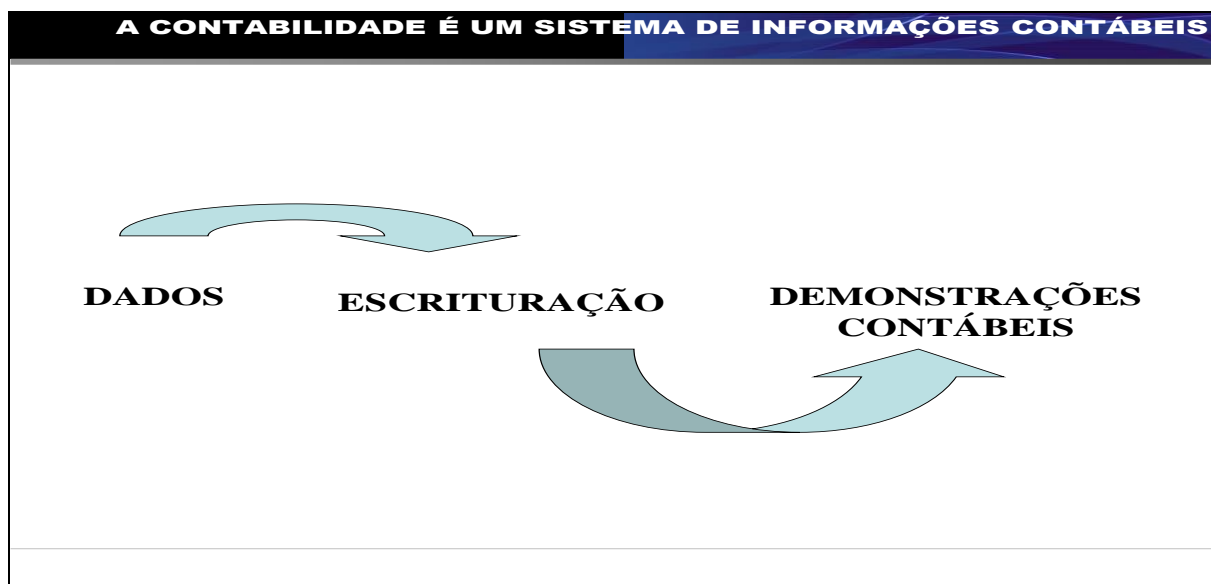 A CONTABILIDADE É UM SISTEMA DE INFORMAÇÕES CONTÁBEIS
DADOS
ESCRITURAÇÃO
DEMONSTRAÇÕES
CONTÁBEIS